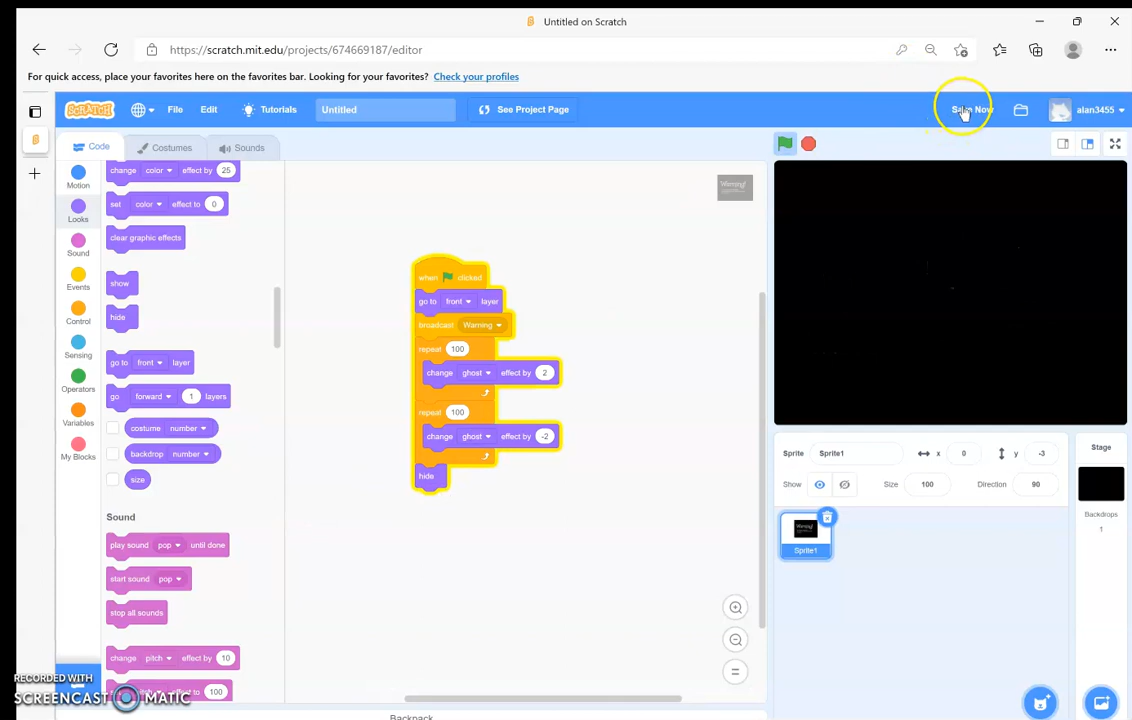 Untitled on Scratch
https://scratch.mit.edu/projects/674669187/editor
For quick access, place your favorites here on the favorites bar. Looking for your favorites? Check your profiles
SCRATCH File Edit Tutorials Untitled See Project Page Save Now alan3455
Code Costumes Sounds
Motion
Looks
Sound
Events
Control
Sensing
Operators
Variables
My Blocks
change color effect by 25
set color effect to 0
clear graphic effects
show
hide
go to front layer
go forward 1 layers
costume number
backdrop number
size
Sound
play sound pop until done
start sound pop
stop all sounds
change pitch effect by 10
effect to 100
Warning!
when clicked
go to front layer
broadcast Warning
repeat 100
change ghost effect by 2
repeat 100
change ghost effect by -2
hide
Sprite Sprite1 x 0 y -3
Show Size 100 Direction 90
Sprite1
Stage
Backdrops
1
Backpack
RECORDED WITH
SCREENCAST MATIC